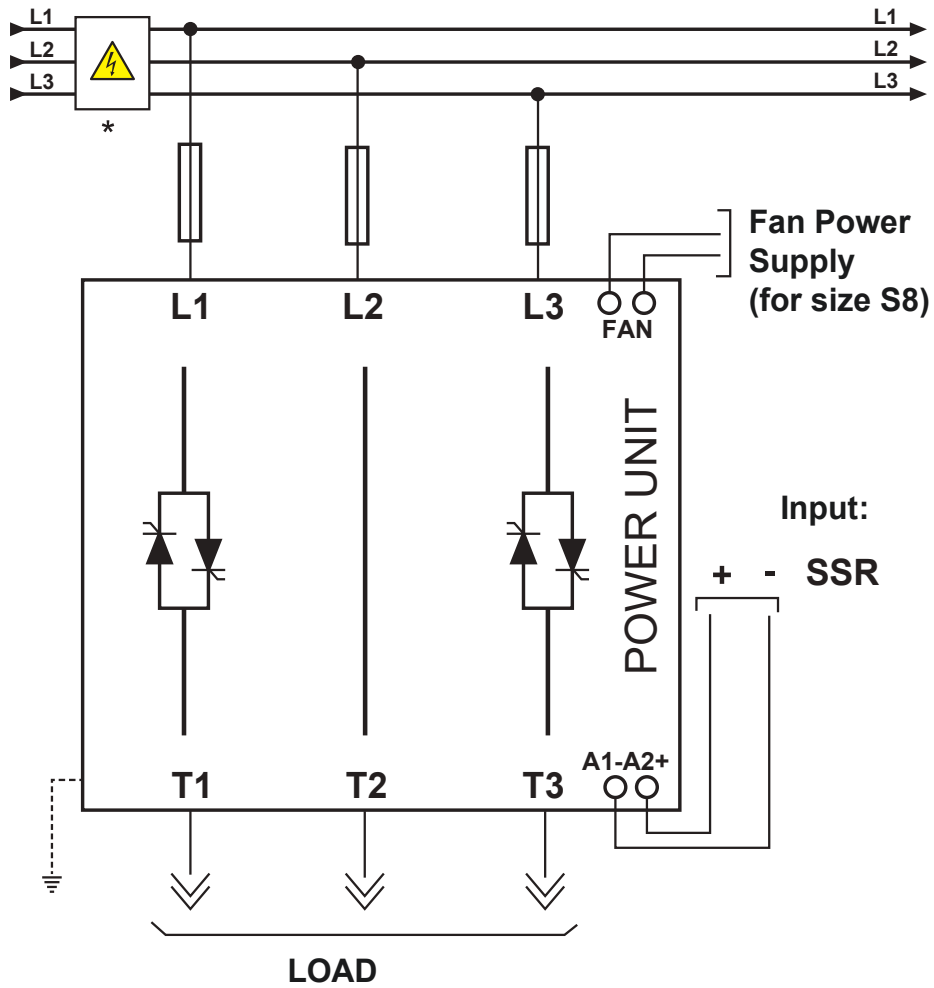 L1 L1
L2 L2
L3 L3
*
Fan Power
Supply
(for size S8)
L1 L2 L3
FAN
POWER UNIT
Input:
+ - SSR
A1-A2+
T1 T2 T3
LOAD